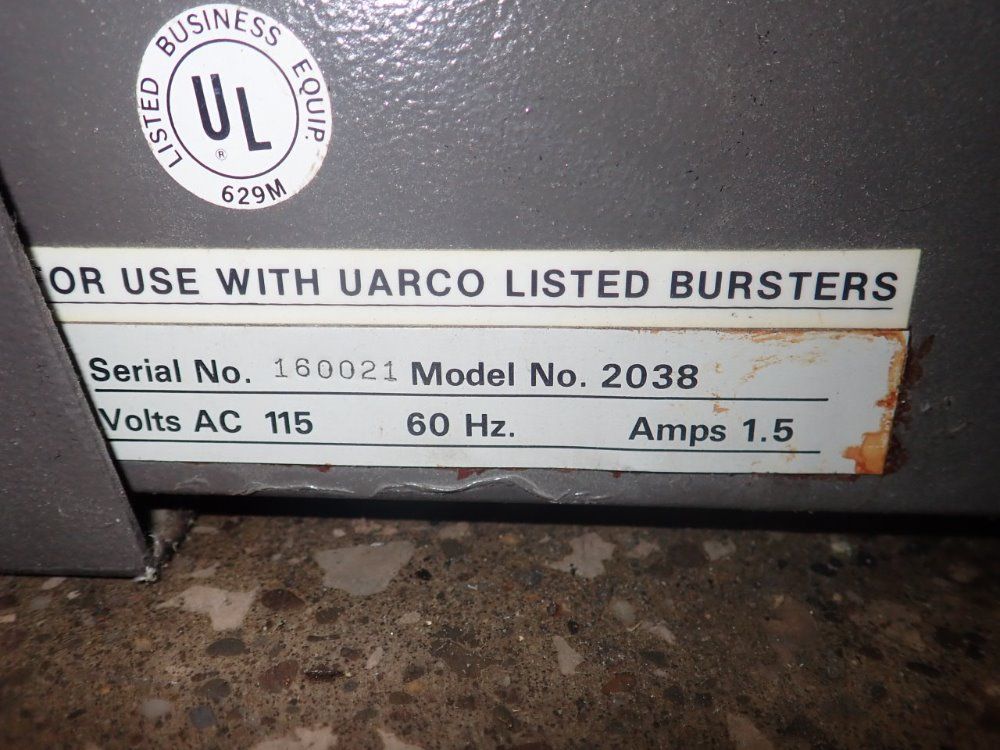 LISTED BUSINESS EQUIP.
UL
®
629M
OR USE WITH UARCO LISTED BURSTERS
Serial No. 160021 Model No. 2038
Volts AC 115 60 Hz. Amps 1.5